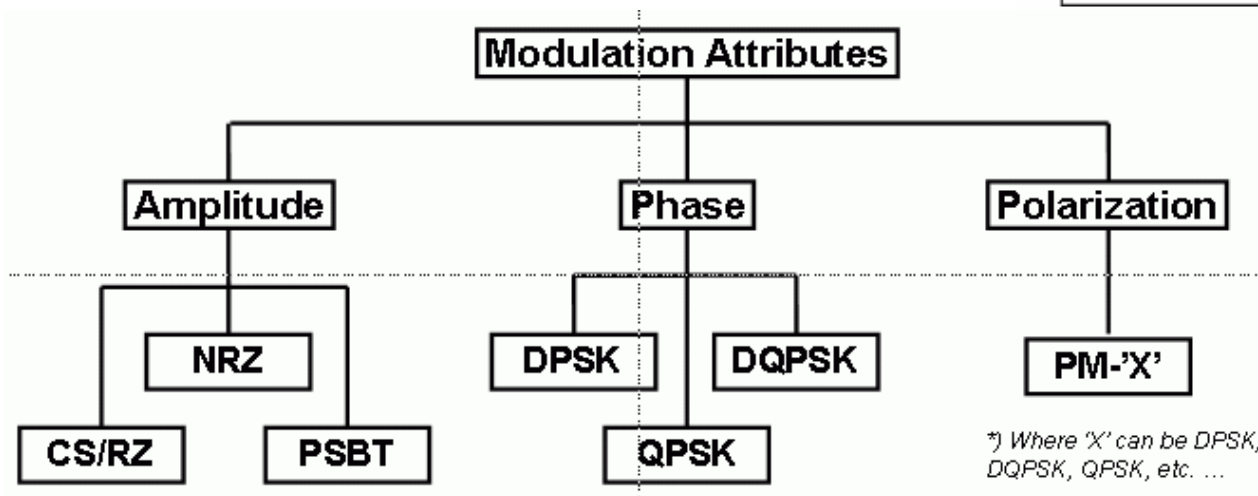 Modulation Attributes
Amplitude
Phase
Polarization
NRZ
DPSK
DQPSK
PM-'X'
CS/RZ
PSBT
QPSK
*) Where 'X' can be DPSK,
DQPSK, QPSK, etc. ...